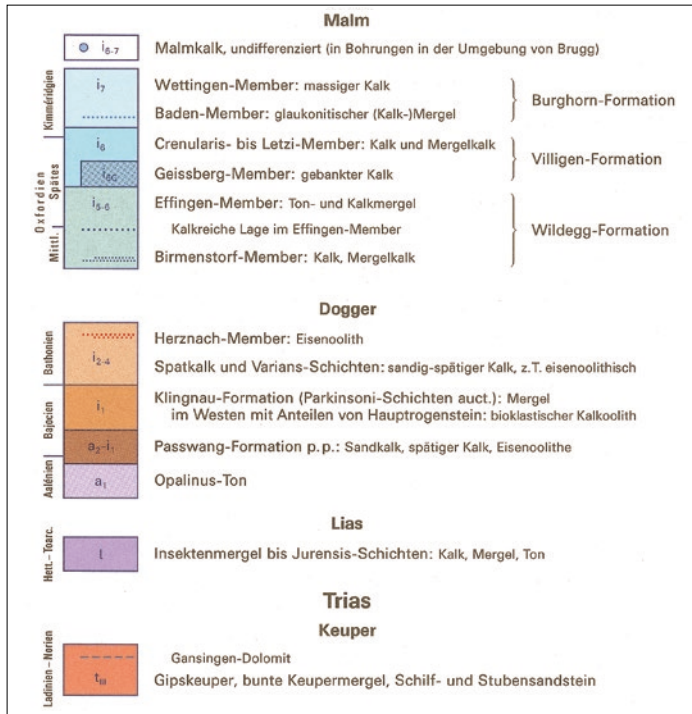 Malm
i6-7 Malmkalk, undifferenziert (in Bohrungen in der Umgebung von Brugg)
Kimméridgien
i7 Wettingen-Member: massiger Kalk
Baden-Member: glaukonitischer (Kalk-)Mergel
Burghorn-Formation
Oxfordien
Spätes
i6 Crenularis- bis Letzi-Member: Kalk und Mergelkalk
i6G Geissberg-Member: gebankter Kalk
Villigen-Formation
Mittl.
i5-6 Effingen-Member: Ton- und Kalkmergel
Kalkreiche Lage im Effingen-Member
Birmenstorf-Member: Kalk, Mergelkalk
Wildegg-Formation
Dogger
Bathonien
Herznach-Member: Eisenoolith
i2-4 Spatkalk und Varians-Schichten: sandig-spätiger Kalk, z.T. eisenoolithisch
Bajocien
i1 Klingnau-Formation (Parkinsoni-Schichten auct.): Mergel
im Westen mit Anteilen von Hauptrogenstein: bioklastischer Kalkoolith
a2-i1 Passwang-Formation p.p.: Sandkalk, spätiger Kalk, Eisenoolithe
Aalénien
a1 Opalinus-Ton
Lias
Hett.–Toarc.
l Insektenmergel bis Jurensis-Schichten: Kalk, Mergel, Ton
Trias
Keuper
Ladinien – Norien
Gansingen-Dolomit
tIII Gipskeuper, bunte Keupermergel, Schilf- und Stubensandstein